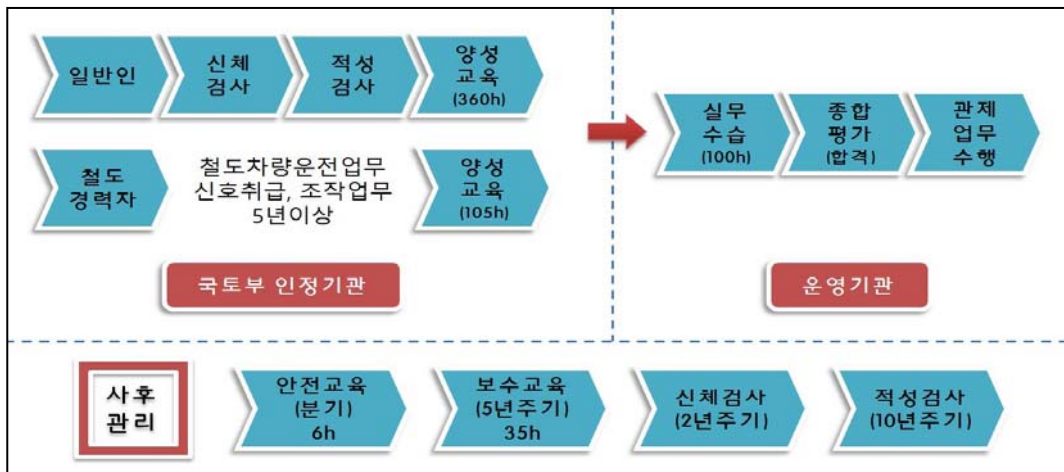 일반인
신체
검사
적성
검사
양성
교육
(360h)
철도
경력자
철도차량운전업무
신호취급, 조작업무
5년이상
양성
교육
(105h)
국토부 인정기관
실무
수습
(100h)
종합
평가
(합격)
관제
업무
수행
운영기관
사후
관리
안전교육
(분기)
6h
보수교육
(5년주기)
35h
신체검사
(2년주기)
적성검사
(10년주기)